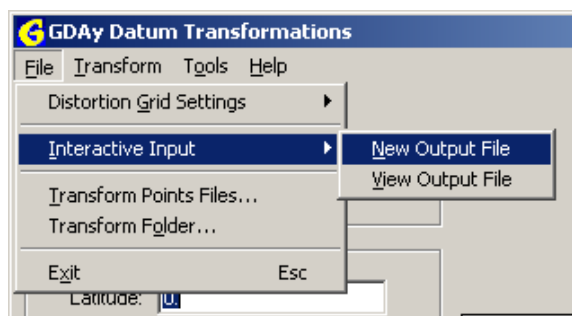 GDAy Datum Transformations
File Transform Tools Help
Distortion Grid Settings
Interactive Input
New Output File
View Output File
Transform Points Files...
Transform Folder...
Exit Esc
Latitude: 0.